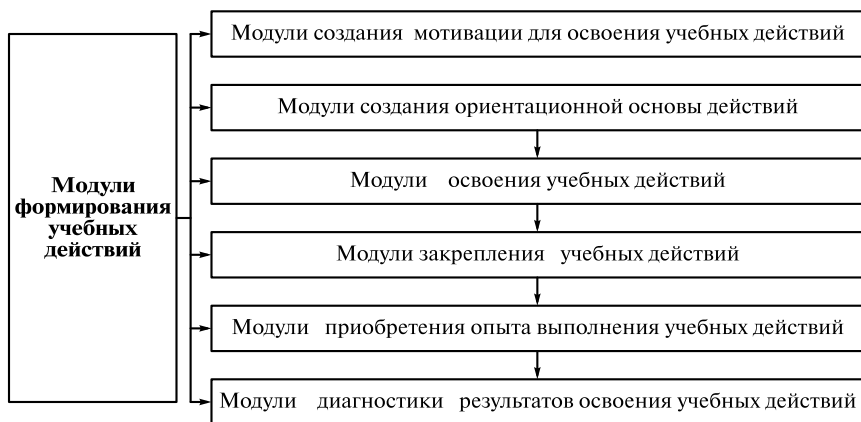 Модули создания мотивации для освоения учебных действий
Модули создания ориентационной основы действий
Модули
формирования
учебных
действий
Модули освоения учебных действий
Модули закрепления учебных действий
Модули приобретения опыта выполнения учебных действий
Модули диагностики результатов освоения учебных действий